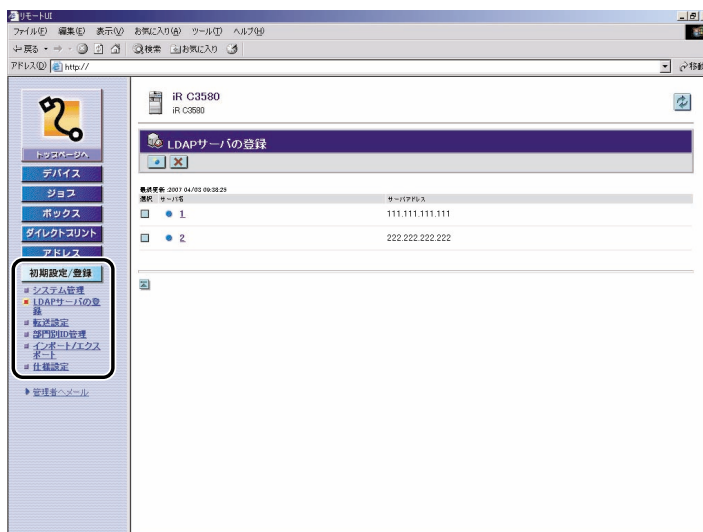 リモートUI
ファイル(F) 編集(E) 表示(V) お気に入り(A) ツール(T) ヘルプ(H)
戻る 検索 お気に入り
アドレス(D) http:// 移動
iR C3580
iR C3580
トップページへ
LDAPサーバの登録
デバイス
ジョブ
ボックス
ダイレクトプリント
アドレス
初期設定/登録
システム管理
LDAPサーバの登
録
転送設定
部門別ID管理
インポート/エクス
ポート
仕様設定
管理者へメール
最終更新 :2007 04/03 09:38:29
選択 サーバ名 サーバアドレス
1 111.111.111.111
2 222.222.222.222